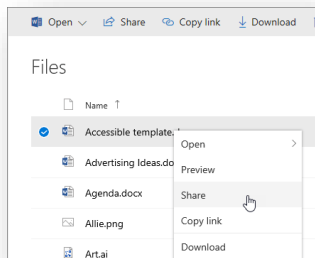 Open Share Copy link Download
Files
Name ↑
Accessible template.
Advertising Ideas.do
Agenda.docx
Allie.png
Art.ai
Open >
Preview
Share
Copy link
Download